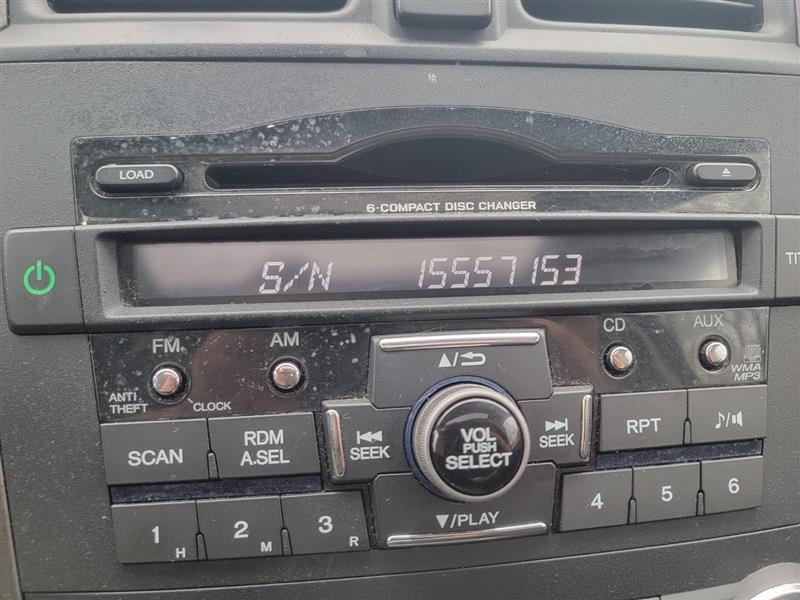 LOAD
6-COMPACT DISC CHANGER
S/N 15557153
TIT
FM
AM
CD
AUX
ANTI
THEFT
CLOCK
WMA
MP3
SCAN
RDM
A.SEL
SEEK
VOL
PUSH
SELECT
SEEK
RPT
PLAY
1 H
2 M
3 R
4
5
6